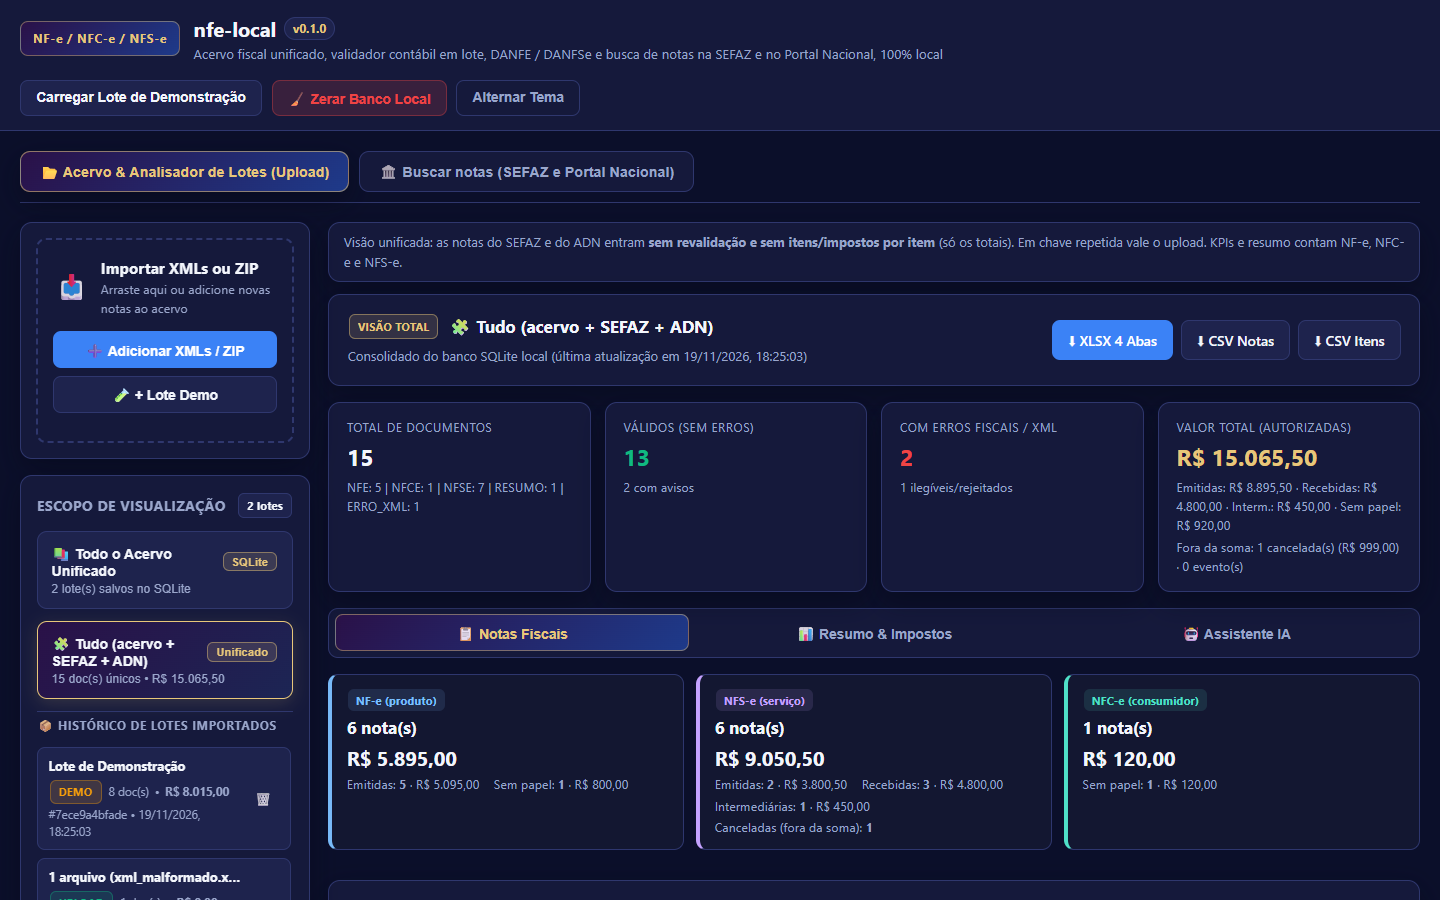 NF-e / NFC-e / NFS-e
nfe-local v0.1.0
Acervo fiscal unificado, validador contábil em lote, DANFE / DANFSe e busca de notas na SEFAZ e no Portal Nacional, 100% local
Carregar Lote de Demonstração
Zerar Banco Local
Alternar Tema
Acervo & Analisador de Lotes (Upload)
Buscar notas (SEFAZ e Portal Nacional)
Importar XMLs ou ZIP
Arraste aqui ou adicione novas
notas ao acervo
Adicionar XMLs / ZIP
+ Lote Demo
ESCOPO DE VISUALIZAÇÃO
2 lotes
Todo o Acervo
Unificado
SQLite
2 lote(s) salvos no SQLite
Tudo (acervo +
SEFAZ + ADN)
Unificado
15 doc(s) únicos • R$ 15.065,50
HISTÓRICO DE LOTES IMPORTADOS
Lote de Demonstração
DEMO 8 doc(s) • R$ 8.015,00
#7ece9a4bfade • 19/11/2026,
18:25:03
1 arquivo (xml_malformado.x...
Visão unificada: as notas do SEFAZ e do ADN entram sem revalidação e sem itens/impostos por item (só os totais). Em chave repetida vale o upload. KPIs e resumo contam NF-e, NFC-
e e NFS-e.
VISÃO TOTAL
Tudo (acervo + SEFAZ + ADN)
Consolidado do banco SQLite local (última atualização em 19/11/2026, 18:25:03)
⬇ XLSX 4 Abas
⬇ CSV Notas
⬇ CSV Itens
TOTAL DE DOCUMENTOS
15
NFE: 5 | NFCE: 1 | NFSE: 7 | RESUMO: 1 |
ERRO_XML: 1
VÁLIDOS (SEM ERROS)
13
2 com avisos
COM ERROS FISCAIS / XML
2
1 ilegíveis/rejeitados
VALOR TOTAL (AUTORIZADAS)
R$ 15.065,50
Emitidas: R$ 8.895,50 · Recebidas: R$
4.800,00 · Interm.: R$ 450,00 · Sem papel:
R$ 920,00
Fora da soma: 1 cancelada(s) (R$ 999,00)
· 0 evento(s)
Notas Fiscais
Resumo & Impostos
Assistente IA
NF-e (produto)
6 nota(s)
R$ 5.895,00
Emitidas: 5 · R$ 5.095,00 Sem papel: 1 · R$ 800,00
NFS-e (serviço)
6 nota(s)
R$ 9.050,50
Emitidas: 2 · R$ 3.800,50 Recebidas: 3 · R$ 4.800,00
Intermediárias: 1 · R$ 450,00
Canceladas (fora da soma): 1
NFC-e (consumidor)
1 nota(s)
R$ 120,00
Sem papel: 1 · R$ 120,00